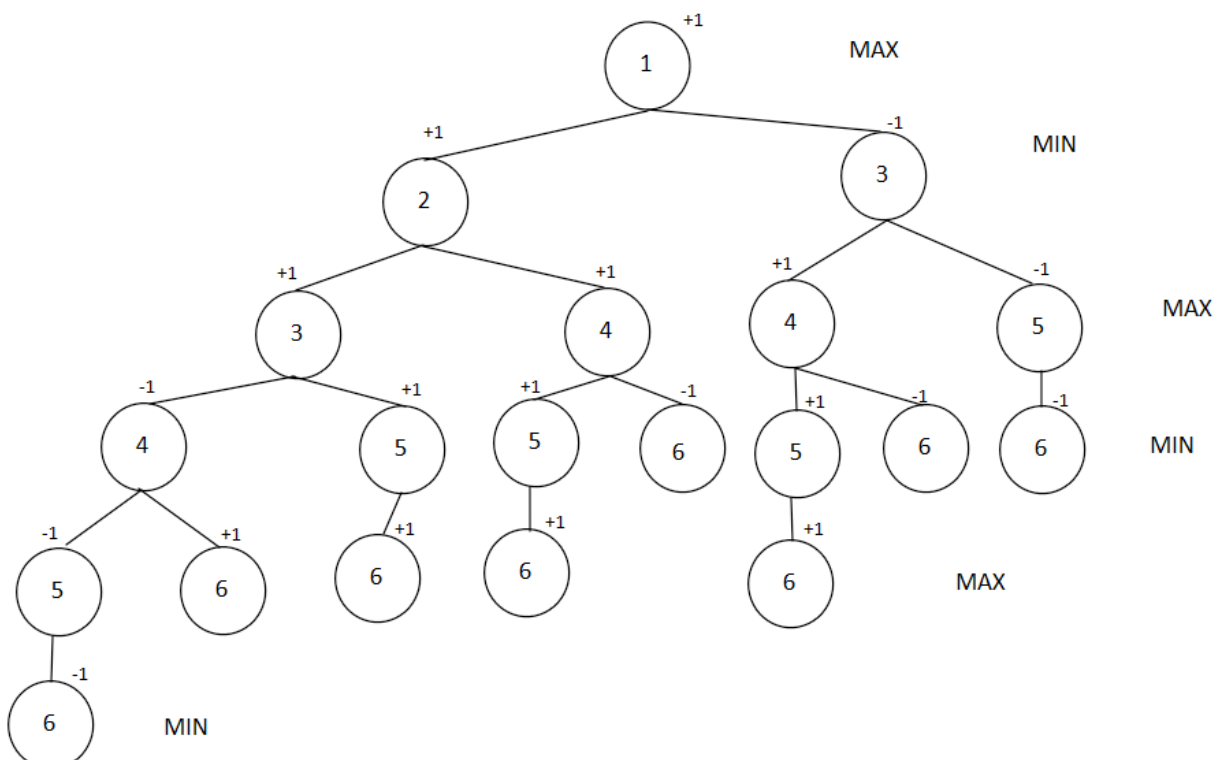 +1
1 MAX
+1 -1
2 3 MIN
+1 +1 +1 -1
3 4 4 5 MAX
-1 +1 +1 -1 +1 -1 -1
4 5 5 6 5 6 6 MIN
-1 +1 +1 +1 +1
5 6 6 6 6 MAX
-1
6 MIN